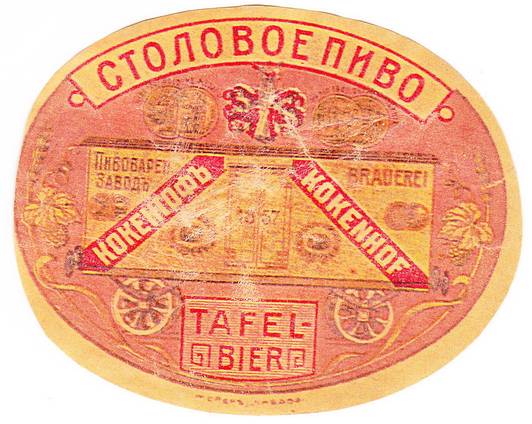 СТОЛОВОЕ ПИВО
ПИВОВАРЕН
ЗАВОДЪ
BRAUEREI
КОКЕНГОФЪ
KOKENHOF
TAFEL-
BIER